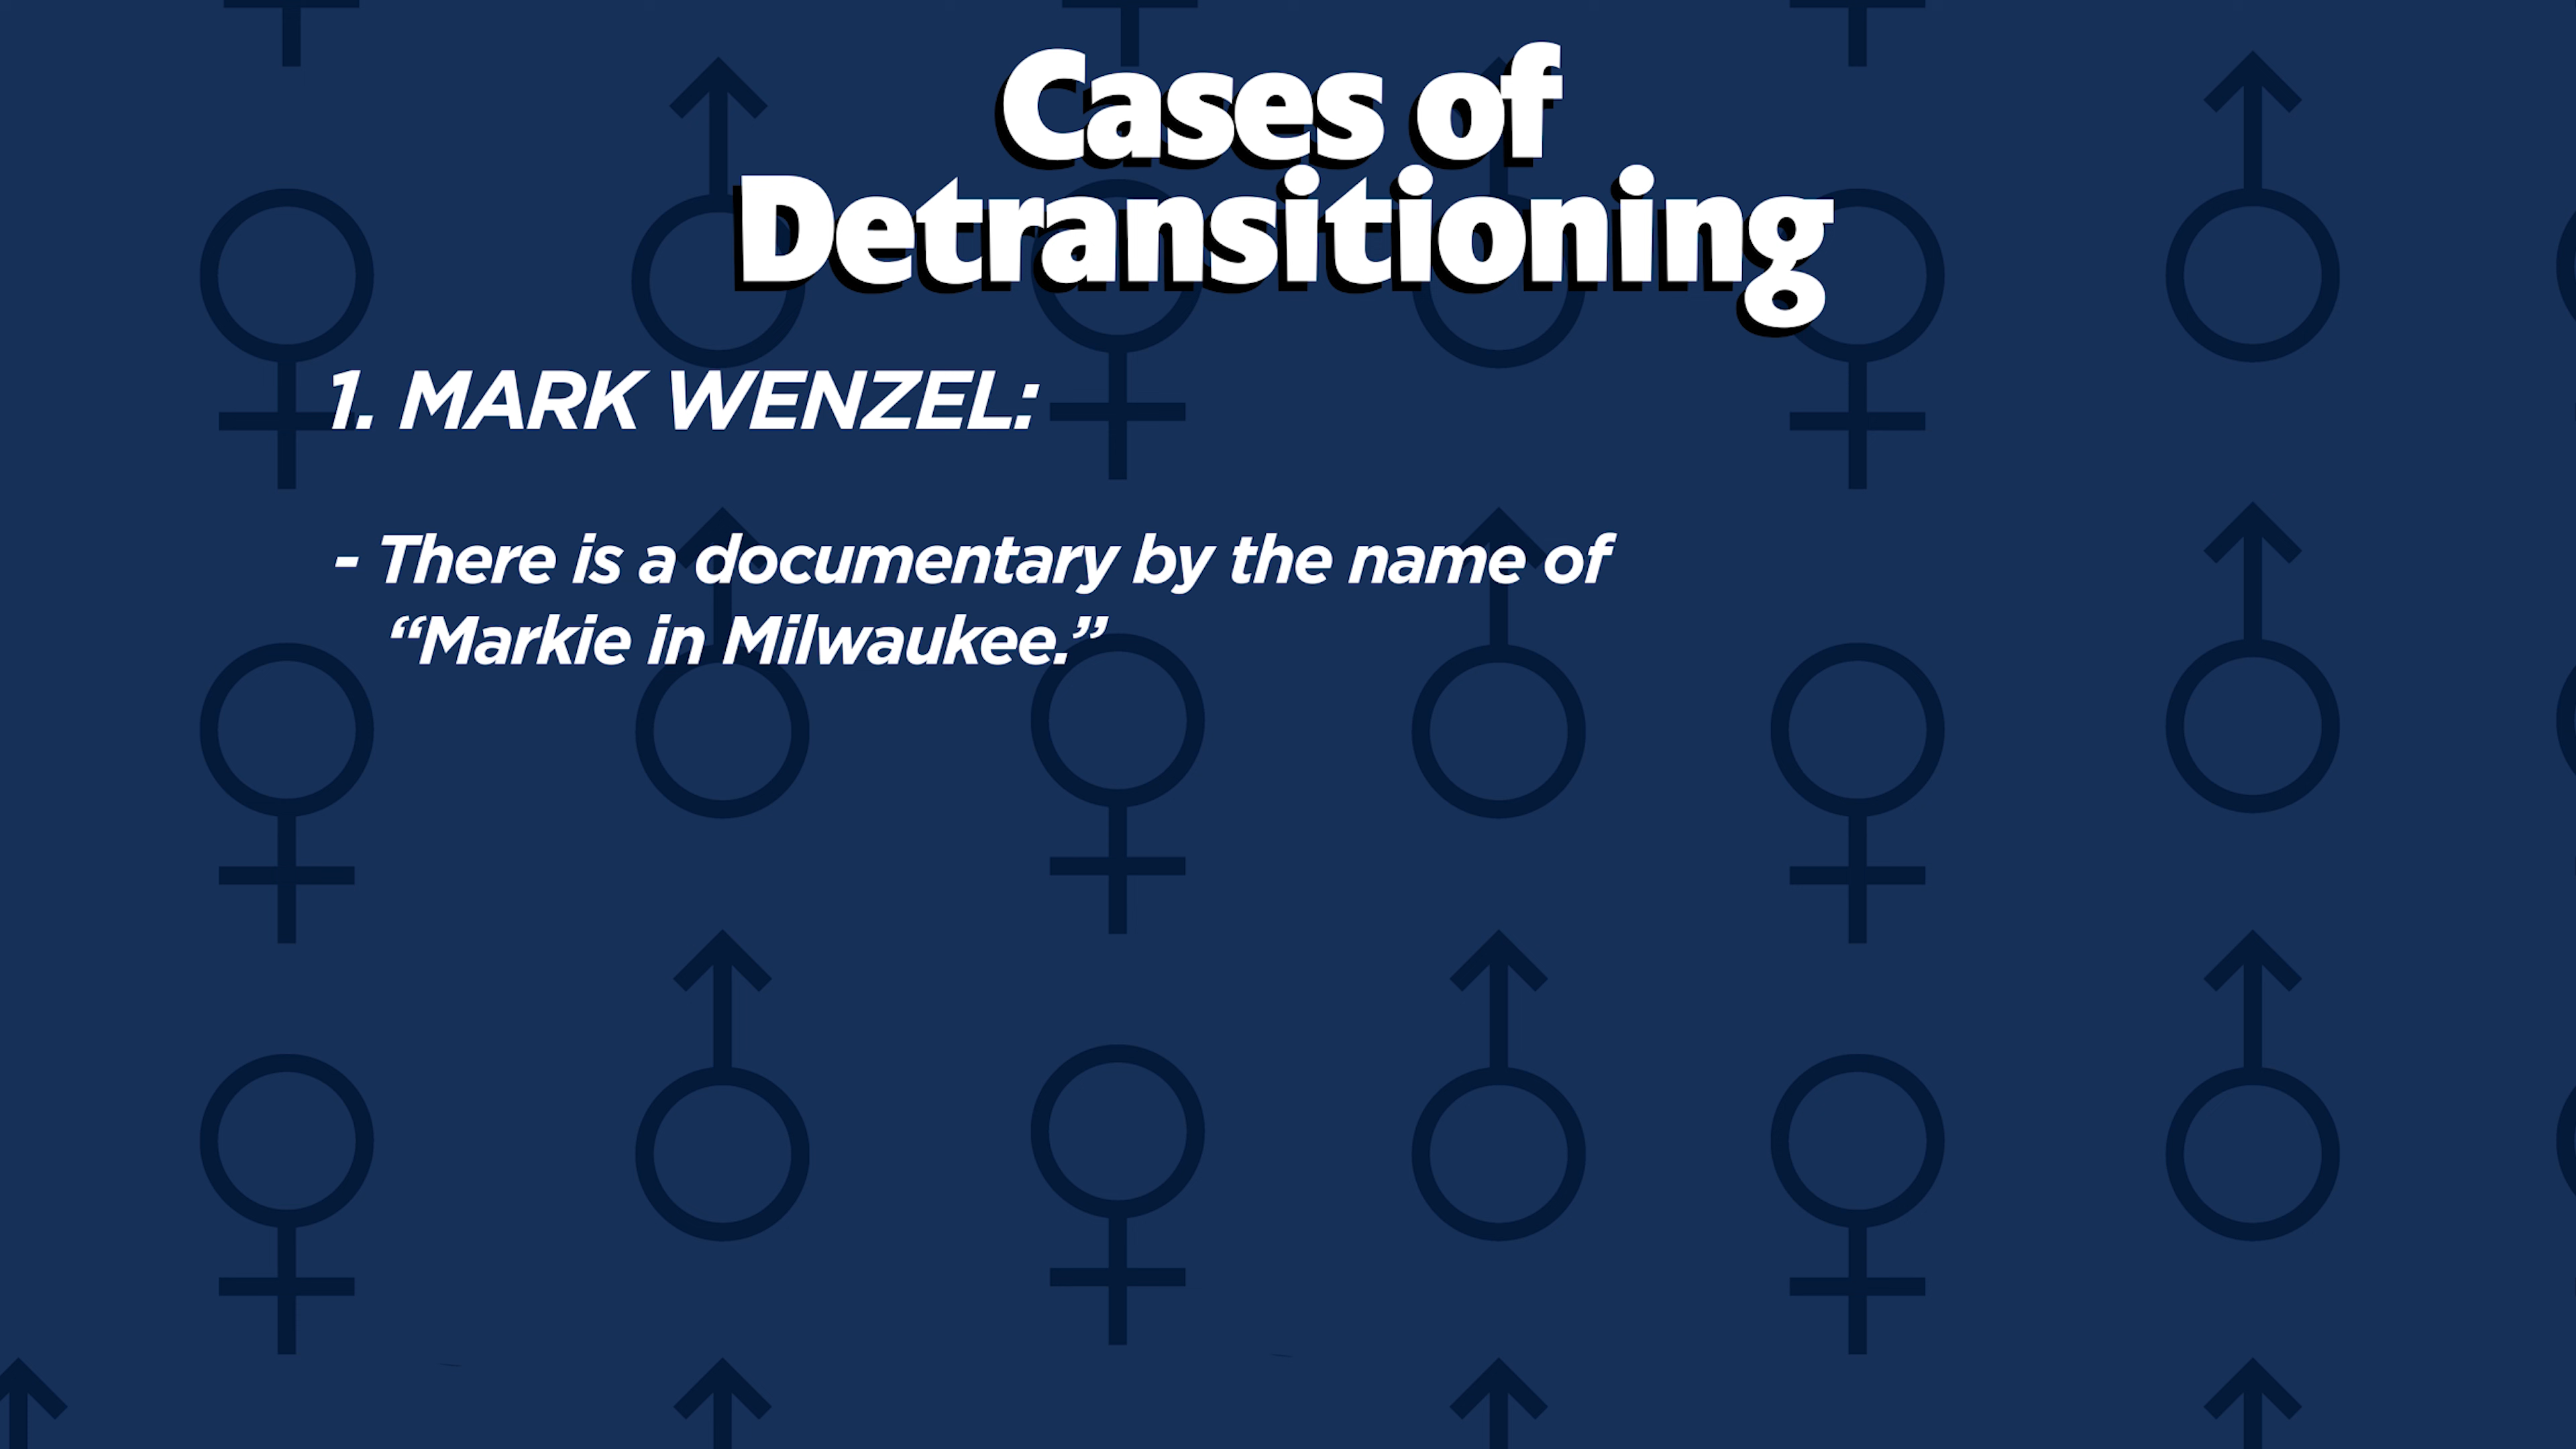 Cases of
Detransitioning
1. MARK WENZEL:
- There is a documentary by the name of
“Markie in Milwaukee.”